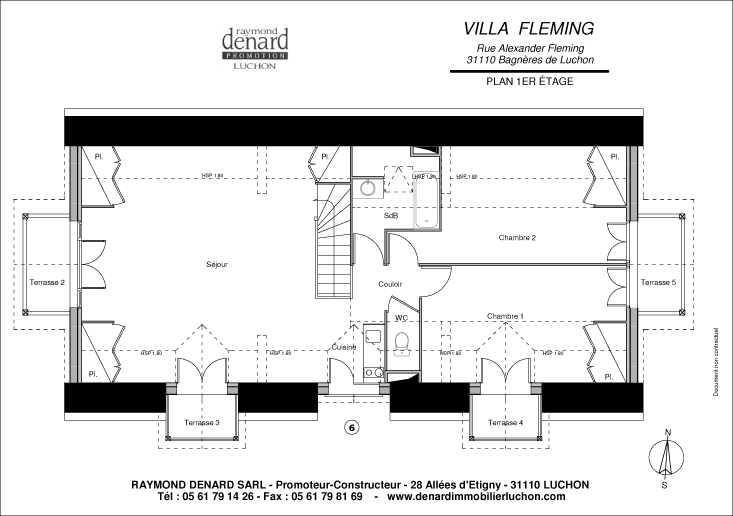 raymond
denard
PROMOTION
LUCHON
VILLA FLEMING
Rue Alexander Fleming
31110 Bagnères de Luchon
PLAN 1ER ÉTAGE
Pl.
Pl.
Pl.
HSP 1.80
HSP 1.80
HSP 1.80
SdB
Chambre 2
Séjour
Terrasse 2
Couloir
Terrasse 5
Chambre 1
WC
Cuisine
HSP 1.80
HSP 1.80
HSP 1.80
HSP 1.80
Pl.
Pl.
Terrasse 3
Terrasse 4
6
Document non contractuel
N
S
RAYMOND DENARD SARL - Promoteur-Constructeur - 28 Allées d'Etigny - 31110 LUCHON
Tél : 05 61 79 14 26 - Fax : 05 61 79 81 69 - www.denardimmobilierluchon.com